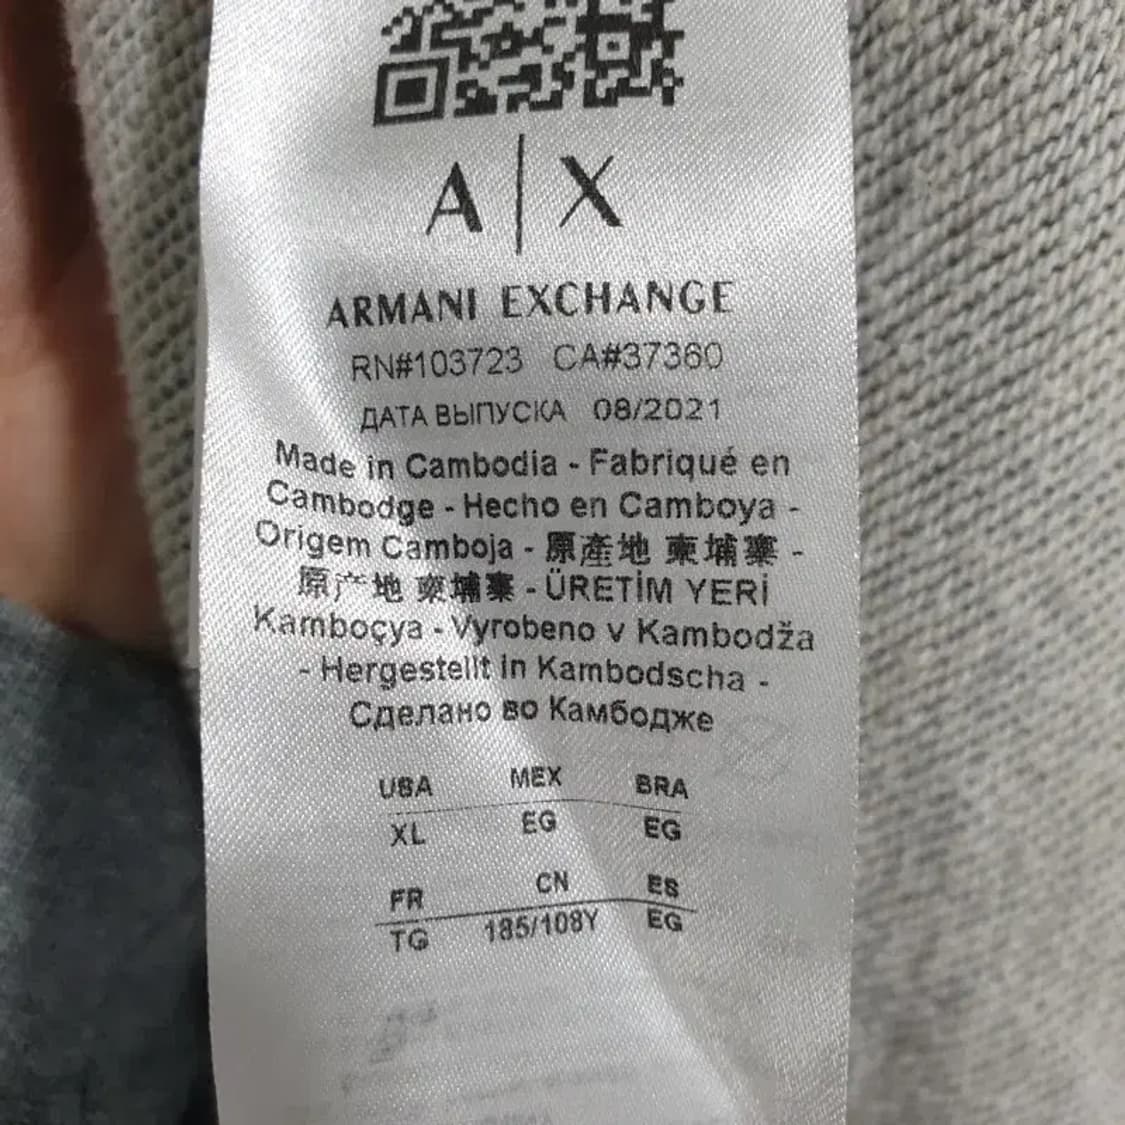 A|X
ARMANI EXCHANGE
RN#103723 CA#37360
ДАТА ВЫПУСКА 08/2021
Made in Cambodia - Fabriqué en
Cambodge - Hecho en Camboya -
Origem Camboja - 原產地 柬埔寨 -
原产地 柬埔寨 - ÜRETİM YERİ
Kamboçya - Vyrobeno v Kambodža
- Hergestellt in Kambodscha -
Сделано во Камбодже
USA MEX BRA
XL EG EG
FR CN ES
TG 185/108Y EG